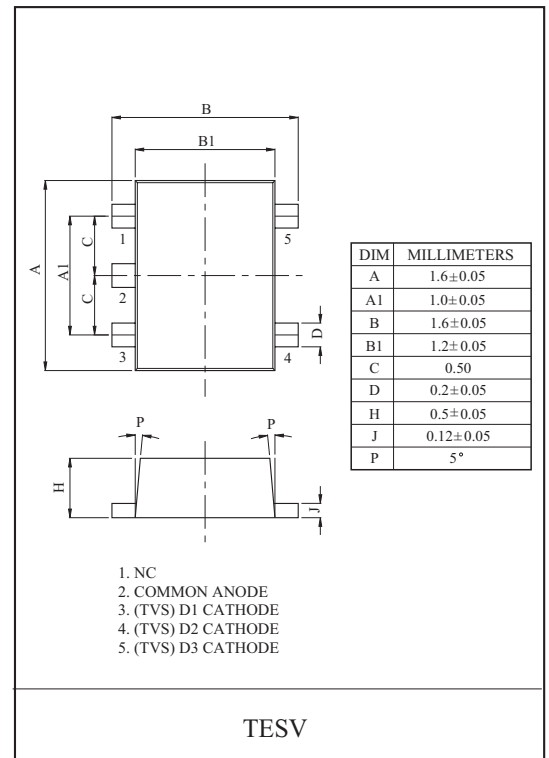 B
B1
1
5
C
A
A1
2
C
3
4
D
DIM MILLIMETERS
A 1.6±0.05
A1 1.0±0.05
B 1.6±0.05
B1 1.2±0.05
C 0.50
D 0.2±0.05
H 0.5±0.05
J 0.12±0.05
P 5°
P
P
H
J
1. NC
2. COMMON ANODE
3. (TVS) D1 CATHODE
4. (TVS) D2 CATHODE
5. (TVS) D3 CATHODE
TESV